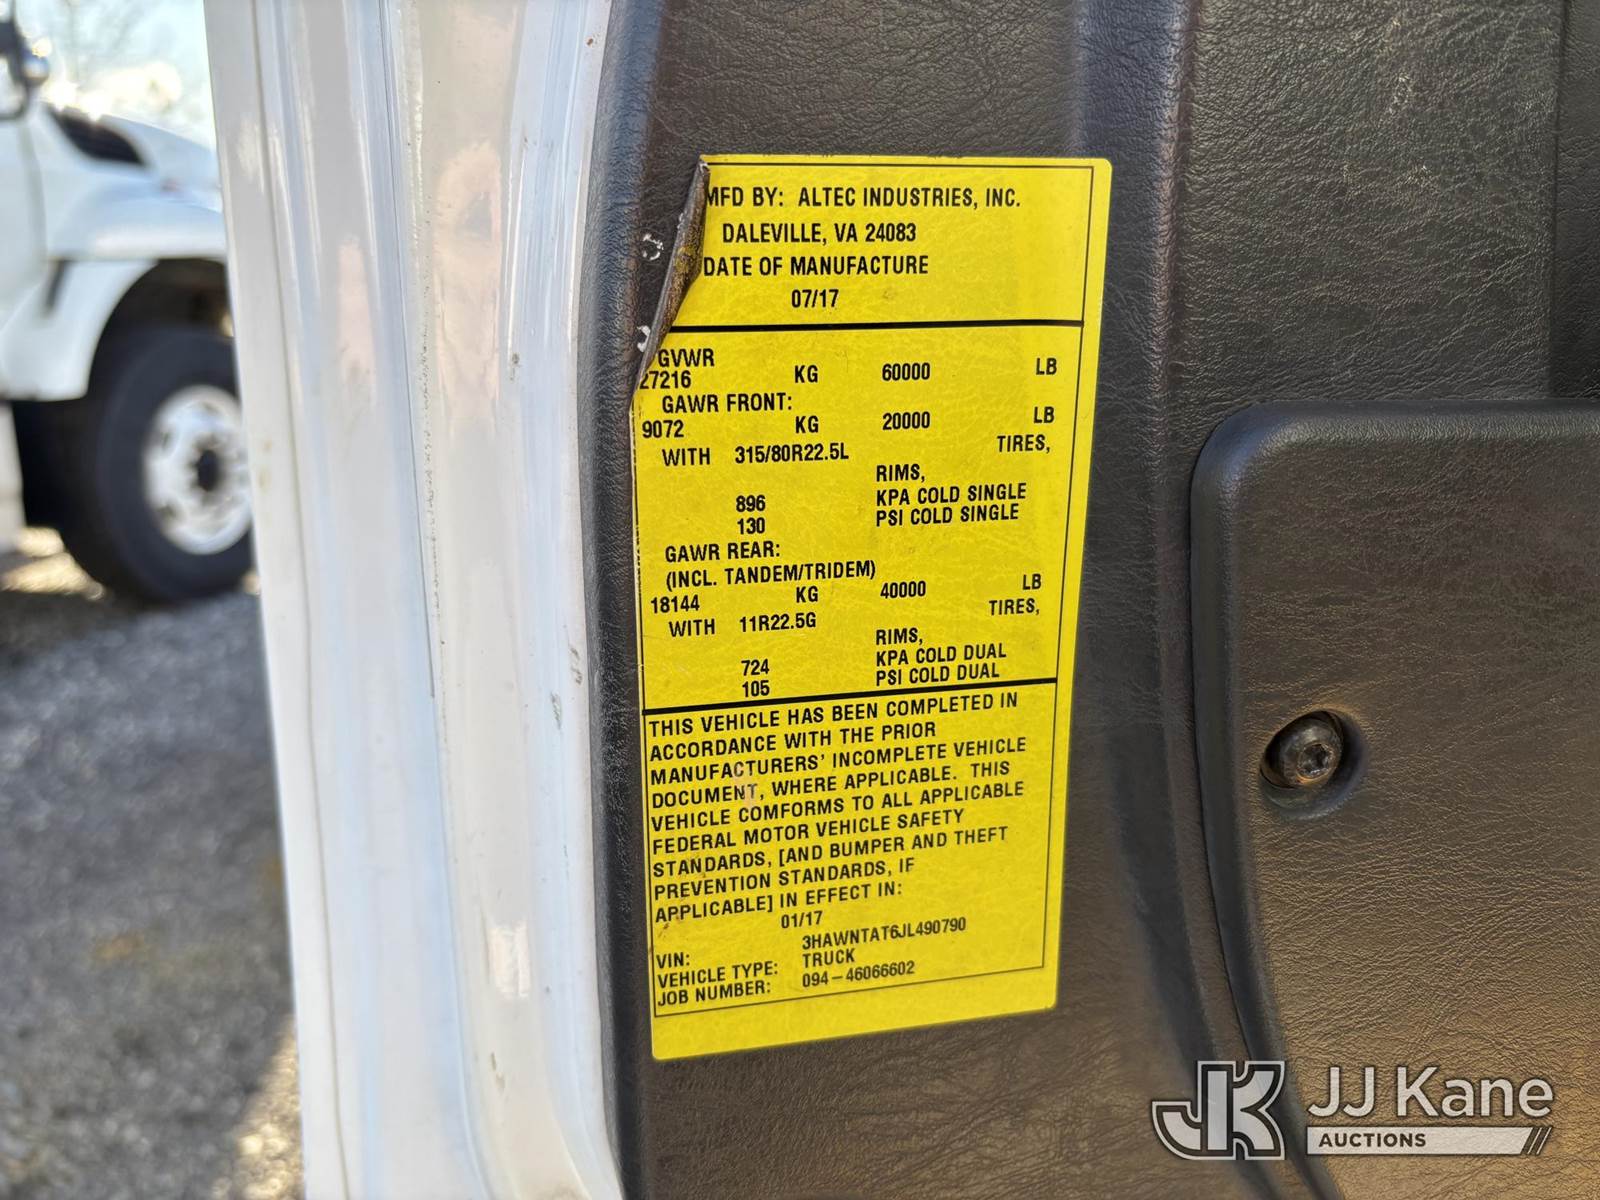 MFD BY: ALTEC INDUSTRIES, INC.
DALEVILLE, VA 24083
DATE OF MANUFACTURE
07/17
GVWR
27216 KG 60000 LB
GAWR FRONT:
9072 KG 20000 LB
WITH 315/80R22.5L TIRES,
RIMS,
896 KPA COLD SINGLE
130 PSI COLD SINGLE
GAWR REAR:
(INCL. TANDEM/TRIDEM)
18144 KG 40000 LB
WITH 11R22.5G TIRES,
RIMS,
724 KPA COLD DUAL
105 PSI COLD DUAL
THIS VEHICLE HAS BEEN COMPLETED IN
ACCORDANCE WITH THE PRIOR
MANUFACTURERS' INCOMPLETE VEHICLE
DOCUMENT, WHERE APPLICABLE. THIS
VEHICLE COMFORMS TO ALL APPLICABLE
FEDERAL MOTOR VEHICLE SAFETY
STANDARDS, [AND BUMPER AND THEFT
PREVENTION STANDARDS, IF
APPLICABLE] IN EFFECT IN:
01/17
VIN: 3HAWNTAT6JL490790
VEHICLE TYPE: TRUCK
JOB NUMBER: 094-46066602
JK JJ Kane
AUCTIONS